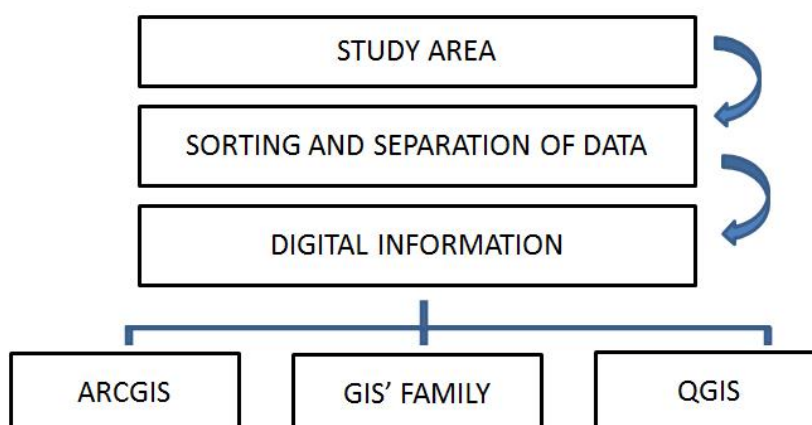 STUDY AREA
SORTING AND SEPARATION OF DATA
DIGITAL INFORMATION
ARCGIS
GIS’ FAMILY
QGIS